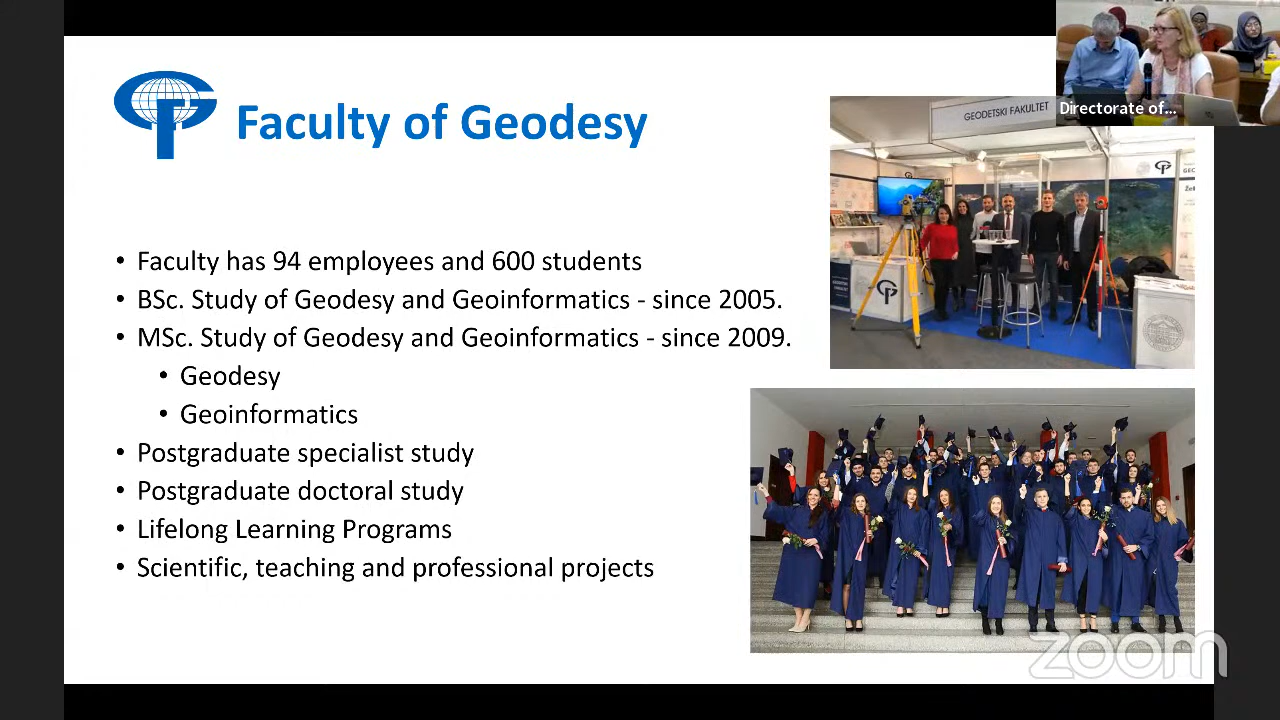 Faculty of Geodesy
Directorate of...
GEODETSKI FAKULTET
• Faculty has 94 employees and 600 students
• BSc. Study of Geodesy and Geoinformatics - since 2005.
• MSc. Study of Geodesy and Geoinformatics - since 2009.
• Geodesy
• Geoinformatics
• Postgraduate specialist study
• Postgraduate doctoral study
• Lifelong Learning Programs
• Scientific, teaching and professional projects
zoom